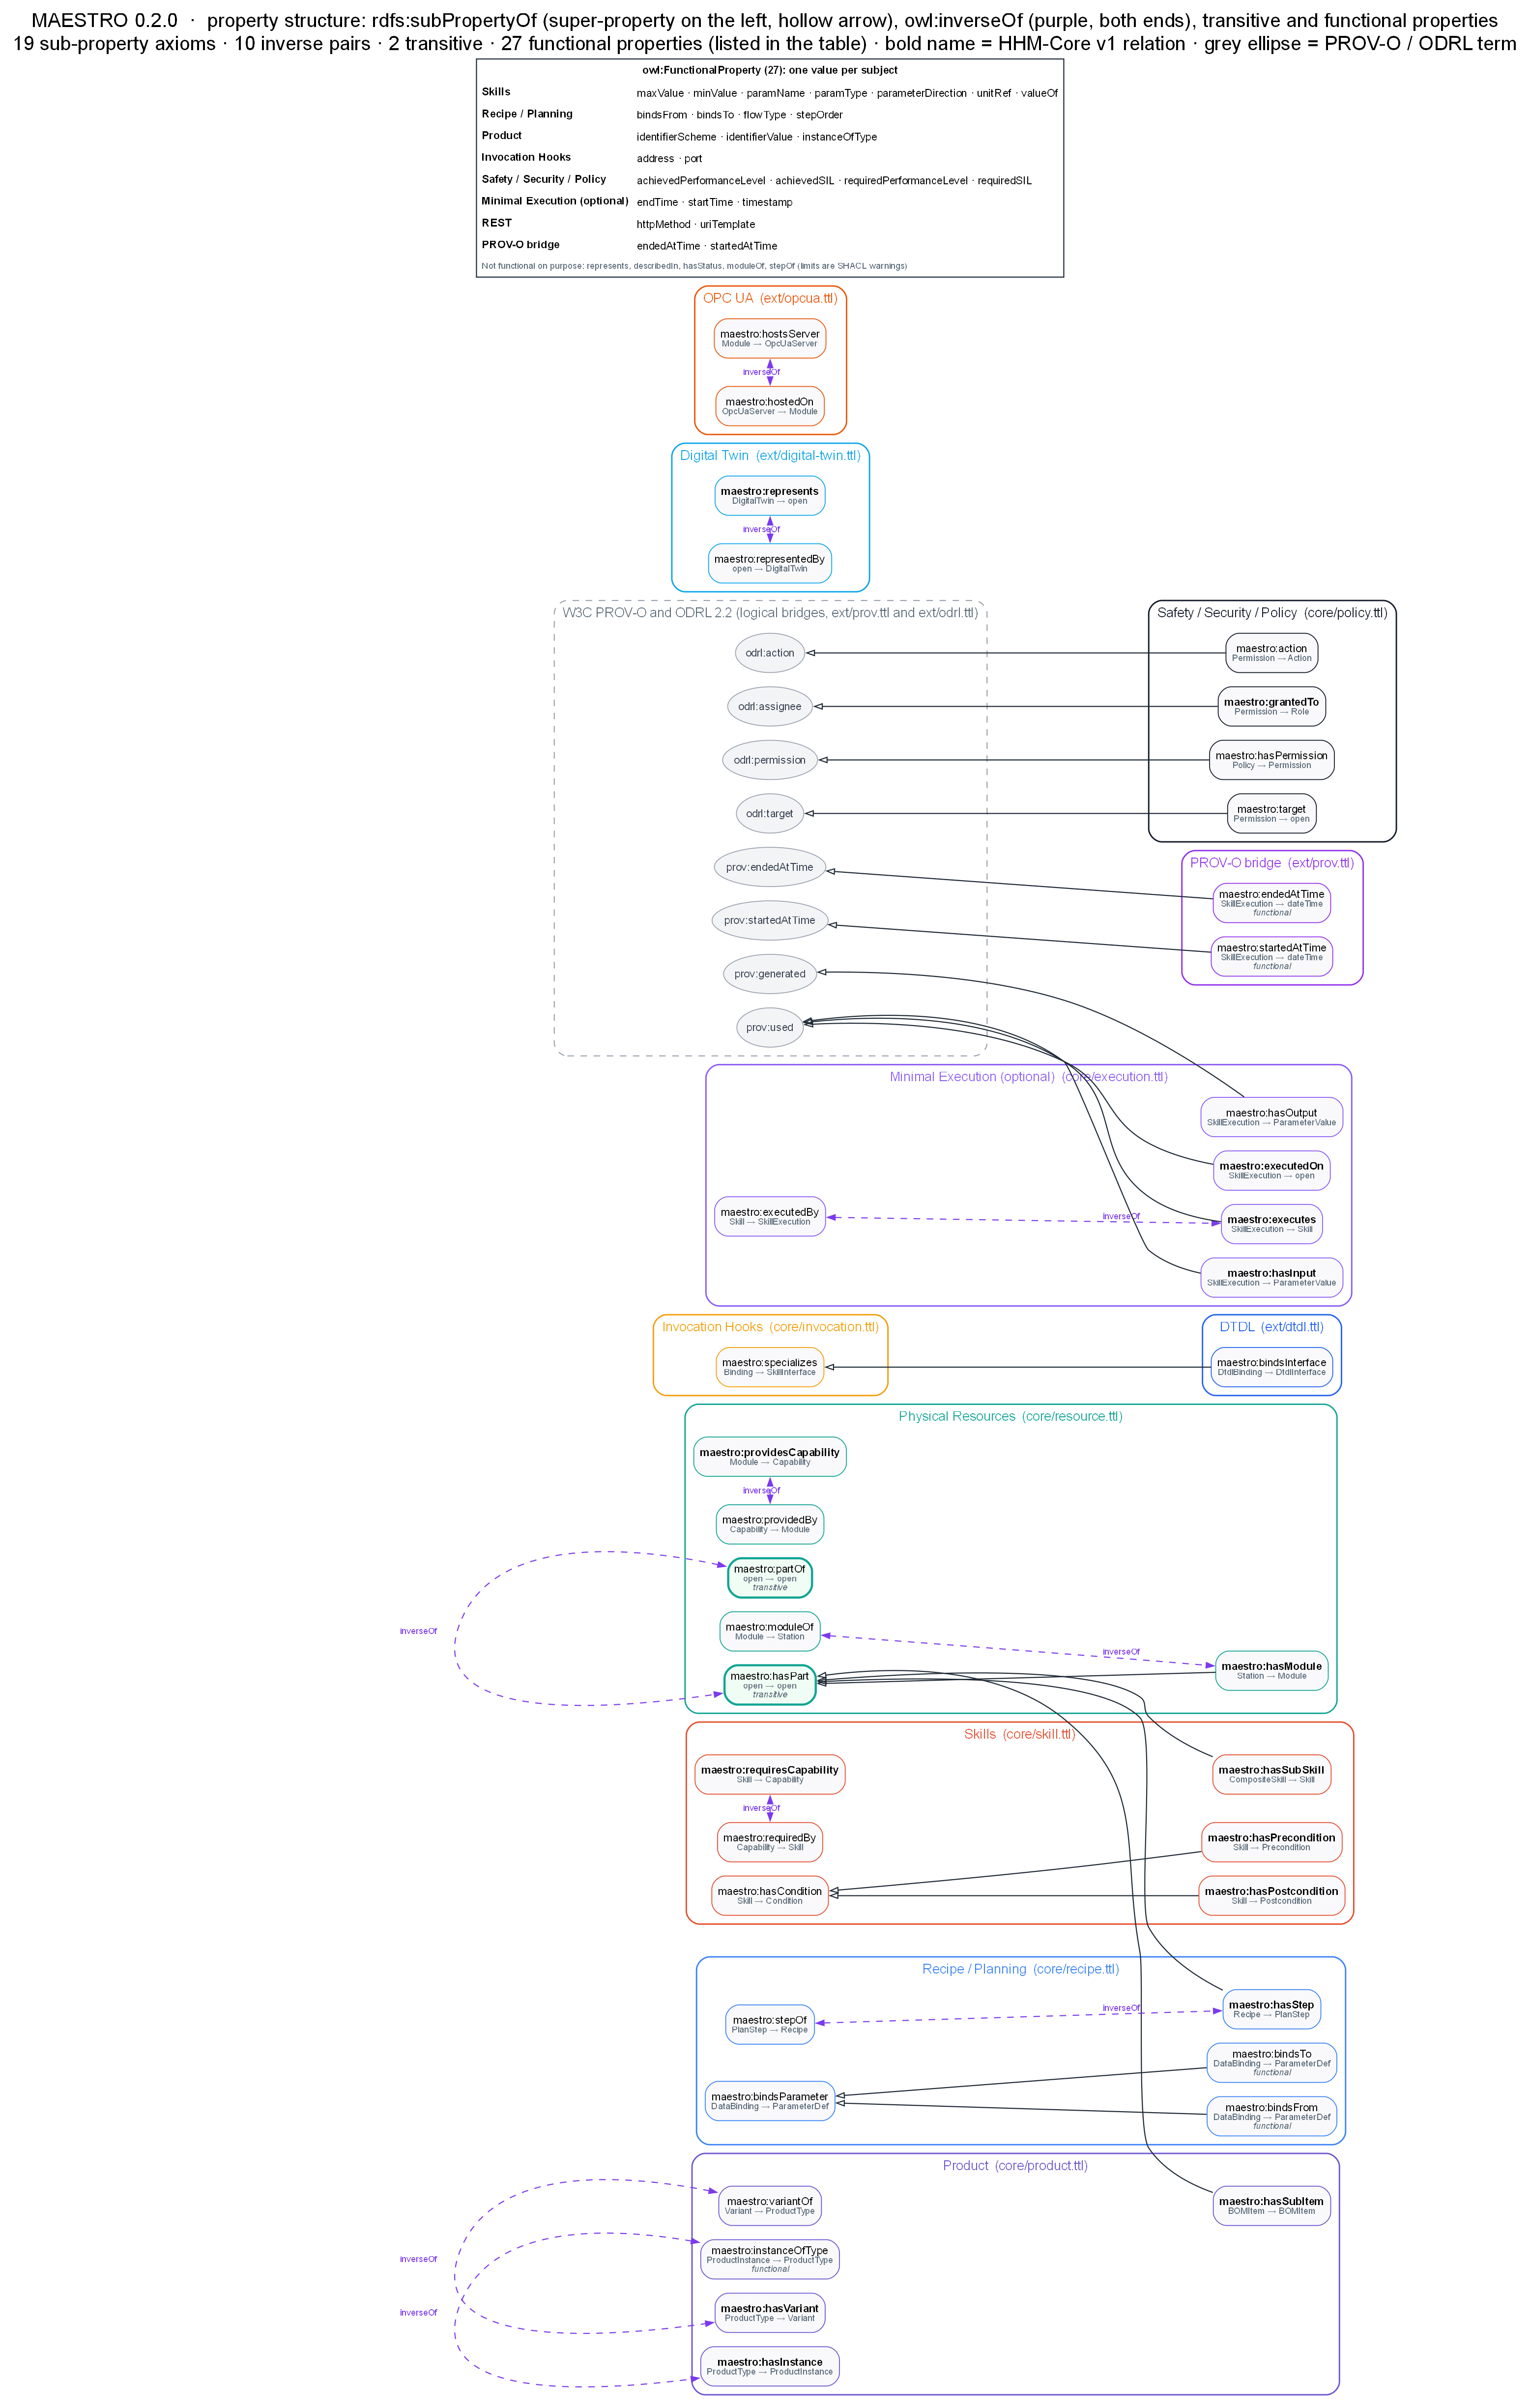 MAESTRO 0.2.0 · property structure: rdfs:subPropertyOf (super-property on the left, hollow arrow), owl:inverseOf (purple, both ends), transitive and functional properties
19 sub-property axioms · 10 inverse pairs · 2 transitive · 27 functional properties (listed in the table) · bold name = HHM-Core v1 relation · grey ellipse = PROV-O / ODRL term
owl:FunctionalProperty (27): one value per subject
Skills maxValue · minValue · paramName · paramType · parameterDirection · unitRef · valueOf
Recipe / Planning bindsFrom · bindsTo · flowType · stepOrder
Product identifierScheme · identifierValue · instanceOfType
Invocation Hooks address · port
Safety / Security / Policy achievedPerformanceLevel · achievedSIL · requiredPerformanceLevel · requiredSIL
Minimal Execution (optional) endTime · startTime · timestamp
REST httpMethod · uriTemplate
PROV-O bridge endedAtTime · startedAtTime
Not functional on purpose: represents, describedIn, hasStatus, moduleOf, stepOf (limits are SHACL warnings)
OPC UA (ext/opcua.ttl)
maestro:hostsServer
Module → OpcUaServer
inverseOf
maestro:hostedOn
OpcUaServer → Module
Digital Twin (ext/digital-twin.ttl)
maestro:represents
DigitalTwin → open
inverseOf
maestro:representedBy
open → DigitalTwin
W3C PROV-O and ODRL 2.2 (logical bridges, ext/prov.ttl and ext/odrl.ttl)
odrl:action
odrl:assignee
odrl:permission
odrl:target
prov:endedAtTime
prov:startedAtTime
prov:generated
prov:used
Safety / Security / Policy (core/policy.ttl)
maestro:action
Permission → Action
maestro:grantedTo
Permission → Role
maestro:hasPermission
Policy → Permission
maestro:target
Permission → open
PROV-O bridge (ext/prov.ttl)
maestro:endedAtTime
SkillExecution → dateTime
functional
maestro:startedAtTime
SkillExecution → dateTime
functional
Minimal Execution (optional) (core/execution.ttl)
maestro:hasOutput
SkillExecution → ParameterValue
maestro:executedOn
SkillExecution → open
maestro:executedBy
Skill → SkillExecution
inverseOf
maestro:executes
SkillExecution → Skill
maestro:hasInput
SkillExecution → ParameterValue
Invocation Hooks (core/invocation.ttl)
maestro:specializes
Binding → SkillInterface
DTDL (ext/dtdl.ttl)
maestro:bindsInterface
DtdlBinding → DtdlInterface
Physical Resources (core/resource.ttl)
maestro:providesCapability
Module → Capability
inverseOf
maestro:providedBy
Capability → Module
maestro:partOf
open → open
transitive
inverseOf
maestro:moduleOf
Module → Station
inverseOf
maestro:hasModule
Station → Module
maestro:hasPart
open → open
transitive
Skills (core/skill.ttl)
maestro:requiresCapability
Skill → Capability
inverseOf
maestro:requiredBy
Capability → Skill
maestro:hasCondition
Skill → Condition
maestro:hasSubSkill
CompositeSkill → Skill
maestro:hasPrecondition
Skill → Precondition
maestro:hasPostcondition
Skill → Postcondition
Recipe / Planning (core/recipe.ttl)
maestro:stepOf
PlanStep → Recipe
inverseOf
maestro:hasStep
Recipe → PlanStep
maestro:bindsTo
DataBinding → ParameterDef
functional
maestro:bindsParameter
DataBinding → ParameterDef
maestro:bindsFrom
DataBinding → ParameterDef
functional
Product (core/product.ttl)
maestro:variantOf
Variant → ProductType
maestro:hasSubItem
BOMItem → BOMItem
maestro:instanceOfType
ProductInstance → ProductType
functional
inverseOf
maestro:hasVariant
ProductType → Variant
inverseOf
maestro:hasInstance
ProductType → ProductInstance